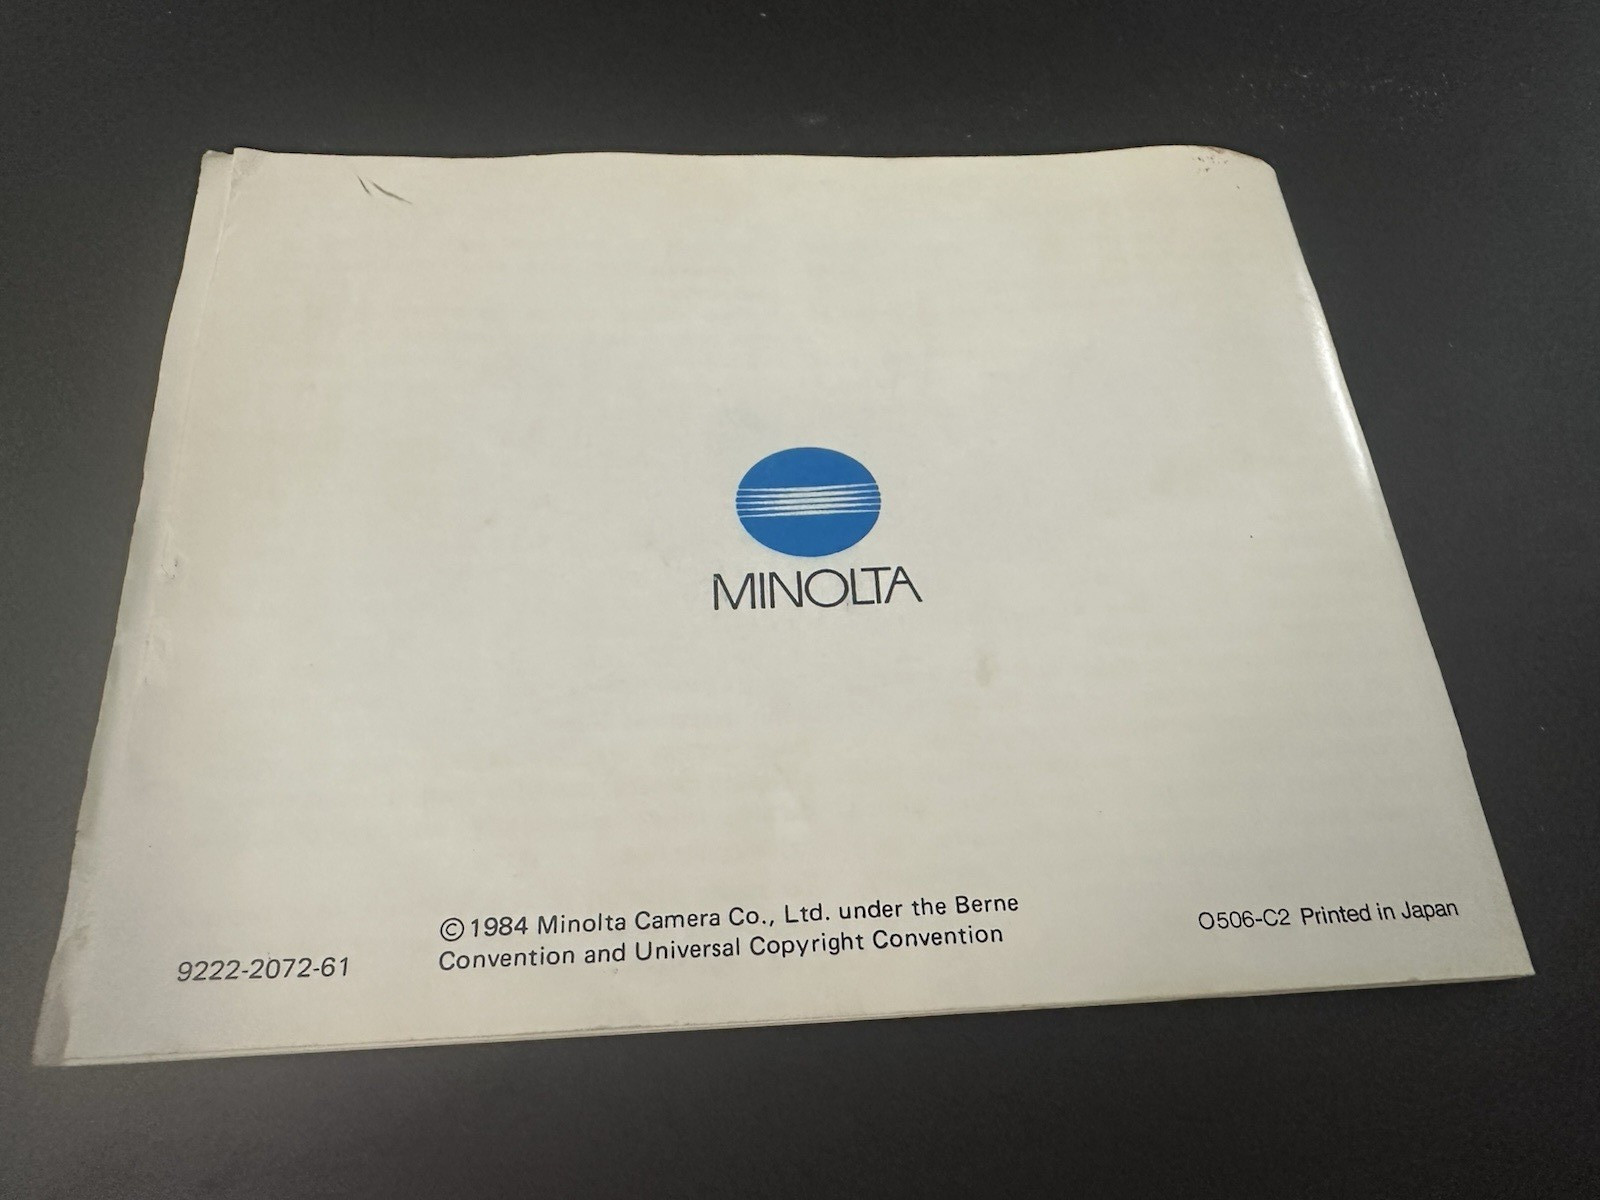 MINOLTA
© 1984 Minolta Camera Co., Ltd. under the Berne
Convention and Universal Copyright Convention
9222-2072-61
O506-C2 Printed in Japan